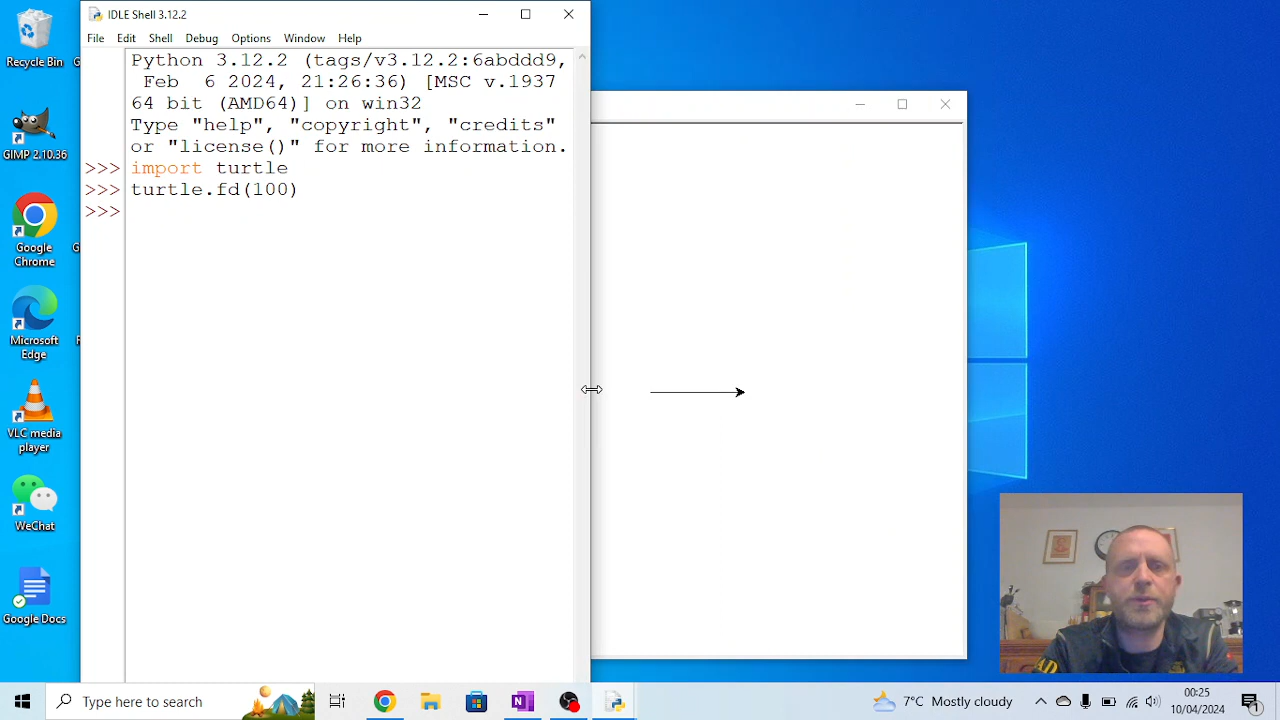 IDLE Shell 3.12.2
File Edit Shell Debug Options Window Help
Python 3.12.2 (tags/v3.12.2:6abddd9,
Feb  6 2024, 21:26:36) [MSC v.1937
64 bit (AMD64)] on win32
Type "help", "copyright", "credits"
or "license()" for more information.
>>> import turtle
>>> turtle.fd(100)
>>>
Recycle Bin
GIMP 2.10.36
Google
Chrome
Microsoft
Edge
VLC media
player
WeChat
Google Docs
Type here to search
7°C Mostly cloudy
00:25
10/04/2024
1